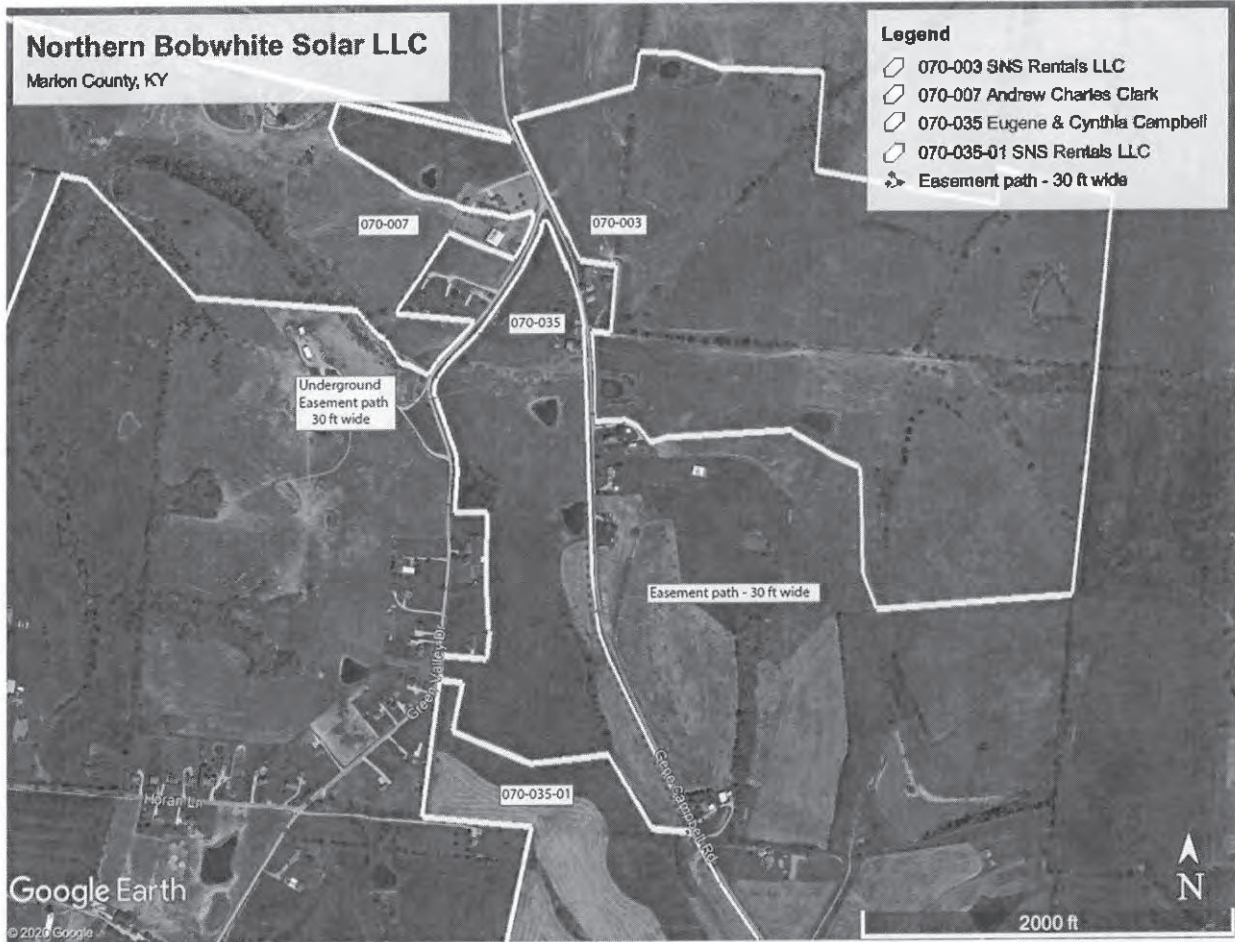 Northern Bobwhite Solar LLC
Marion County, KY
Legend
070-003 SNS Rentals LLC
070-007 Andrew Charles Clark
070-035 Eugene & Cynthia Campbell
070-035-01 SNS Rentals LLC
Easement path - 30 ft wide
070-007
070-003
070-035
Underground
Easement path
30 ft wide
Easement path - 30 ft wide
Green Valley Dr
Gene Campbell Rd
070-035-01
Horan Ln
Google Earth
© 2020 Google
N
2000 ft